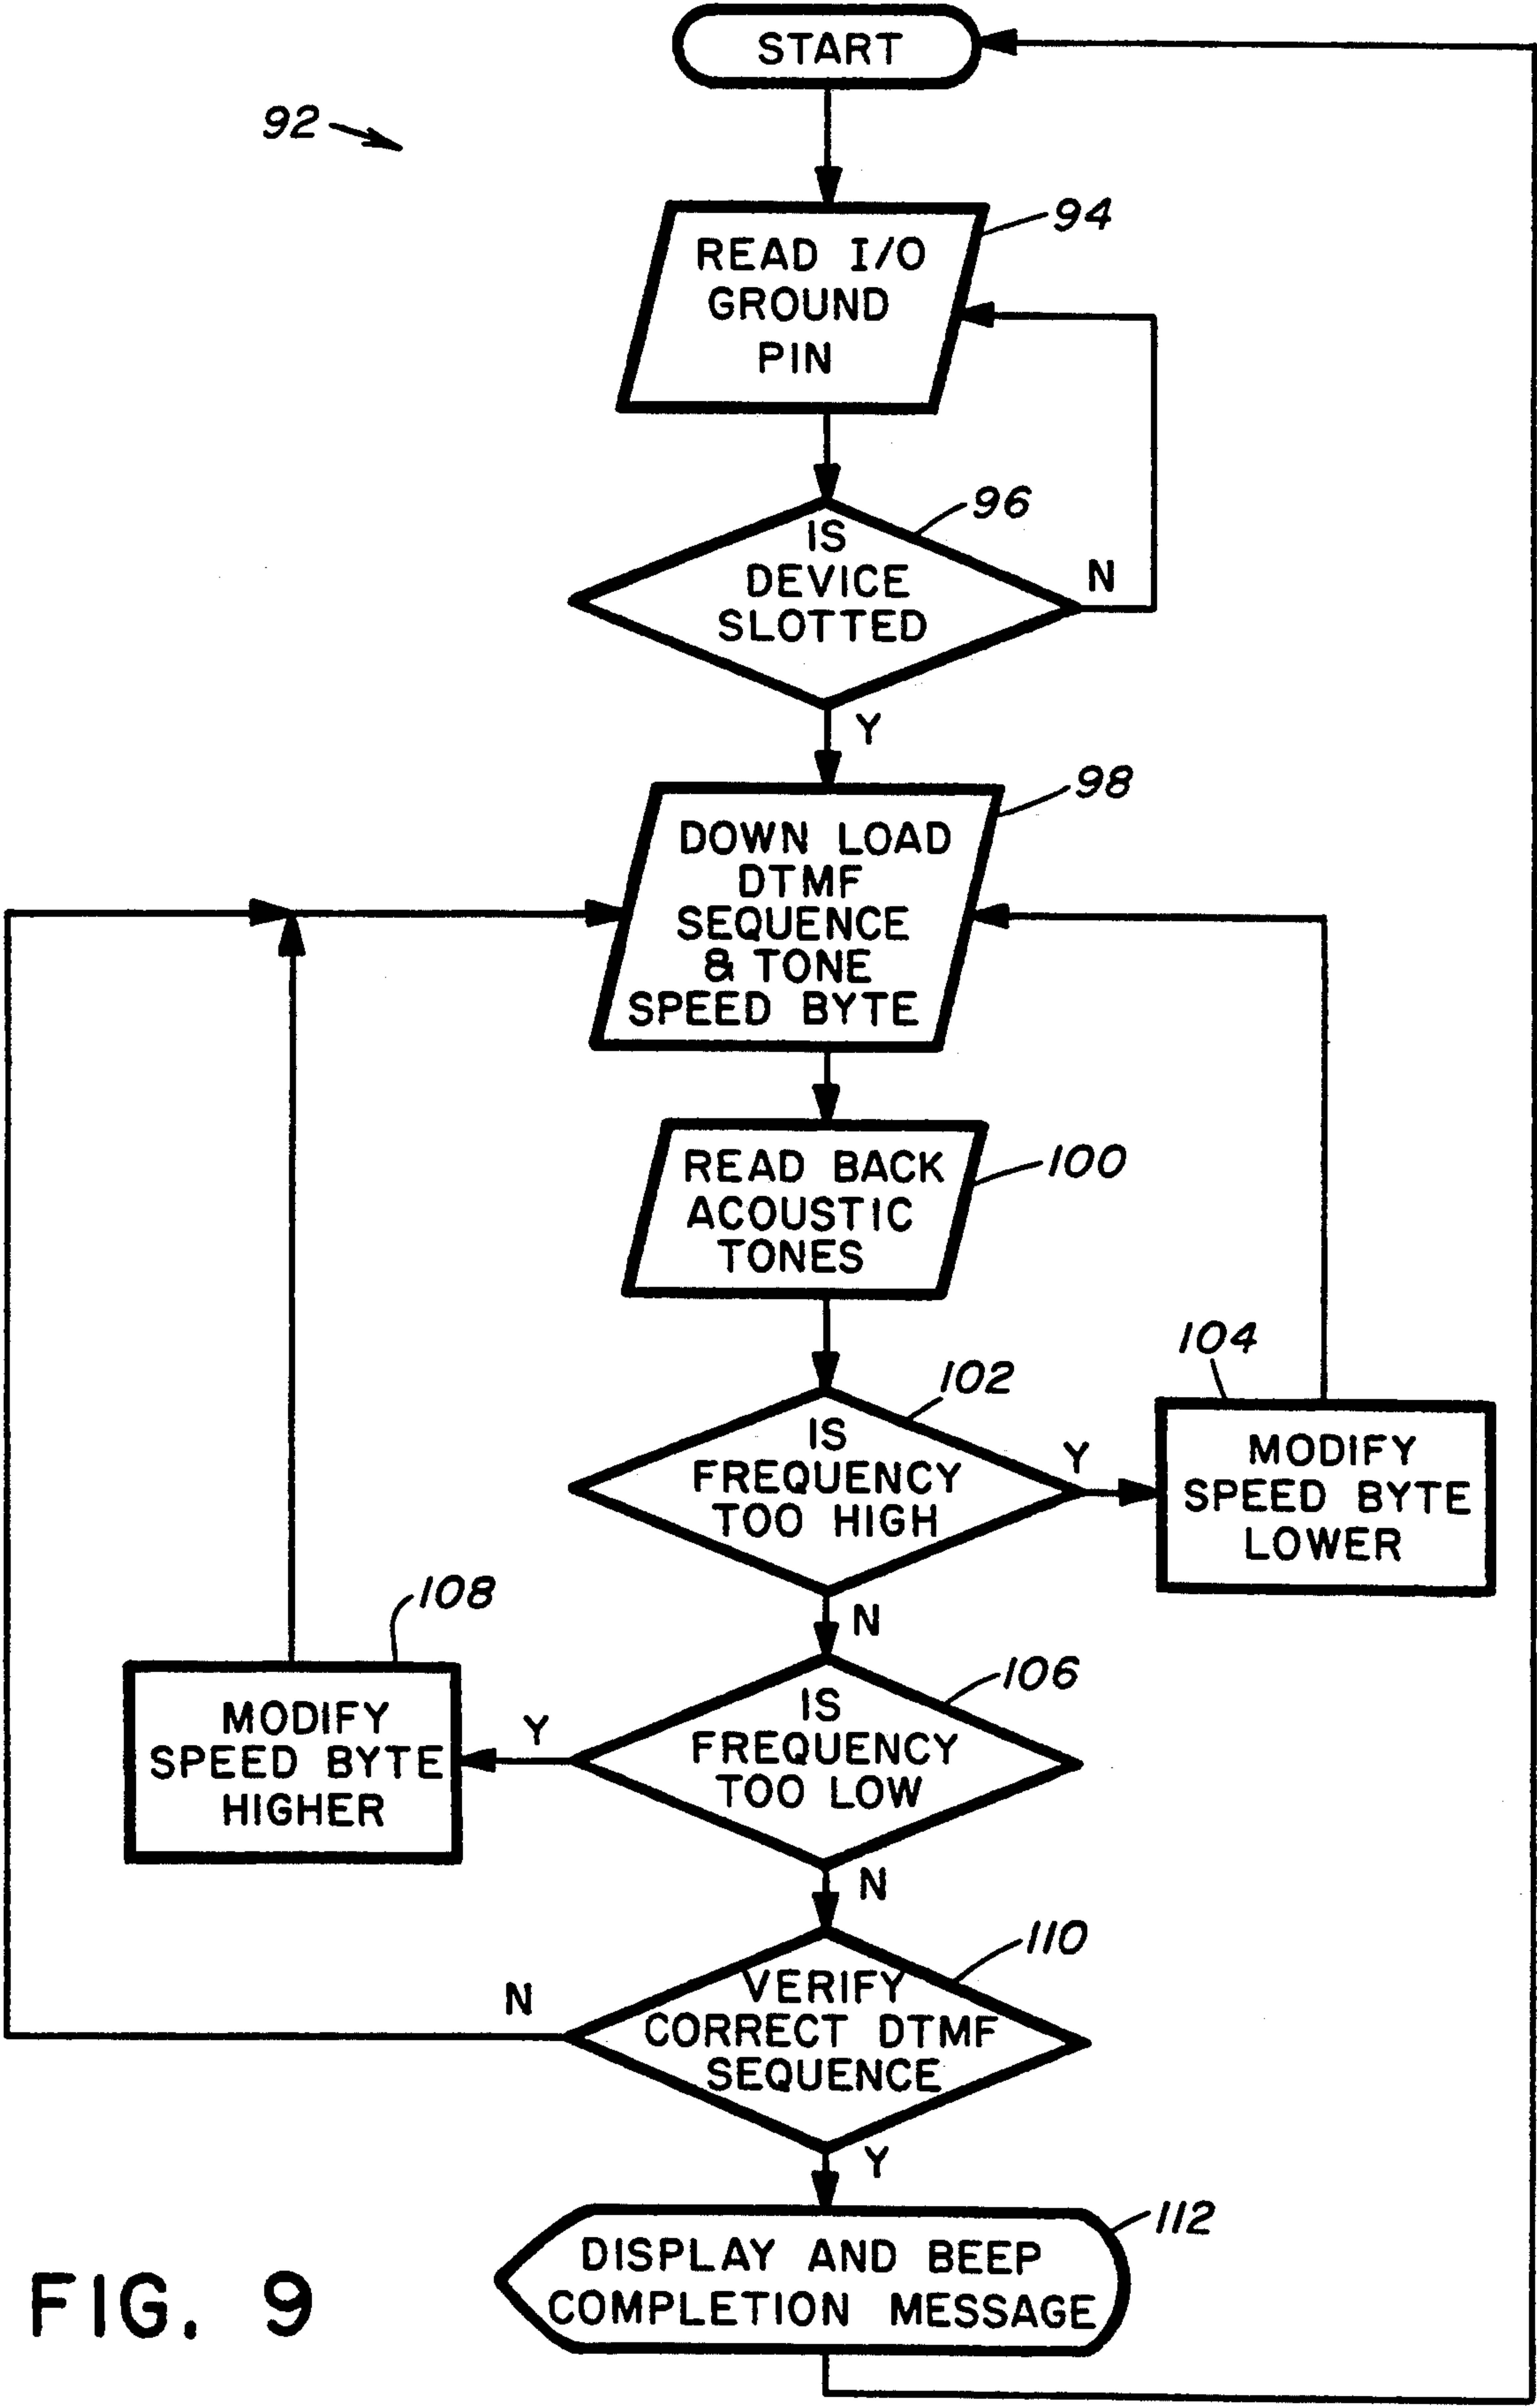 START
92
94
READ I/O
GROUND
PIN
96
IS
DEVICE
SLOTTED
N
Y
98
DOWN LOAD
DTMF
SEQUENCE
& TONE
SPEED BYTE
100
READ BACK
ACOUSTIC
TONES
102
IS
FREQUENCY
TOO HIGH
Y
104
MODIFY
SPEED BYTE
LOWER
N
108
MODIFY
SPEED BYTE
HIGHER
106
IS
FREQUENCY
TOO LOW
Y
N
110
VERIFY
CORRECT DTMF
SEQUENCE
N
Y
112
DISPLAY AND BEEP
COMPLETION MESSAGE
FIG. 9